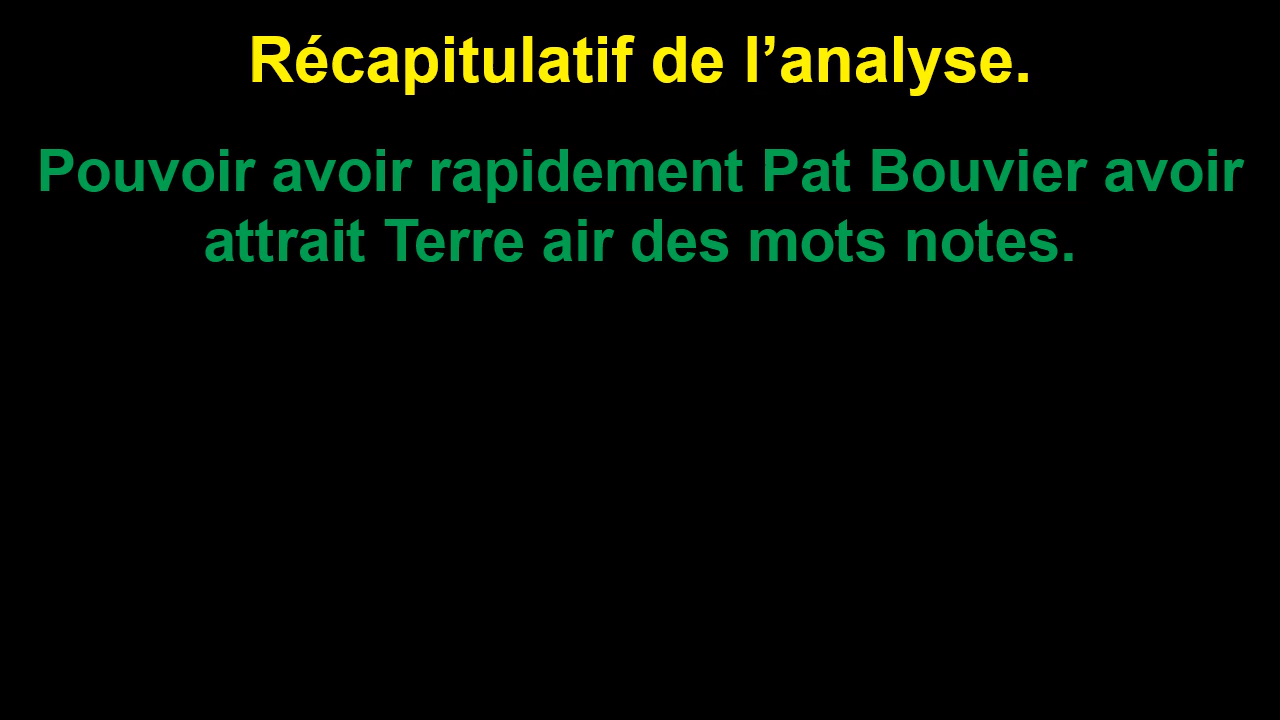 Récapitulatif de l’analyse.
Pouvoir avoir rapidement Pat Bouvier avoir
attrait Terre air des mots notes.